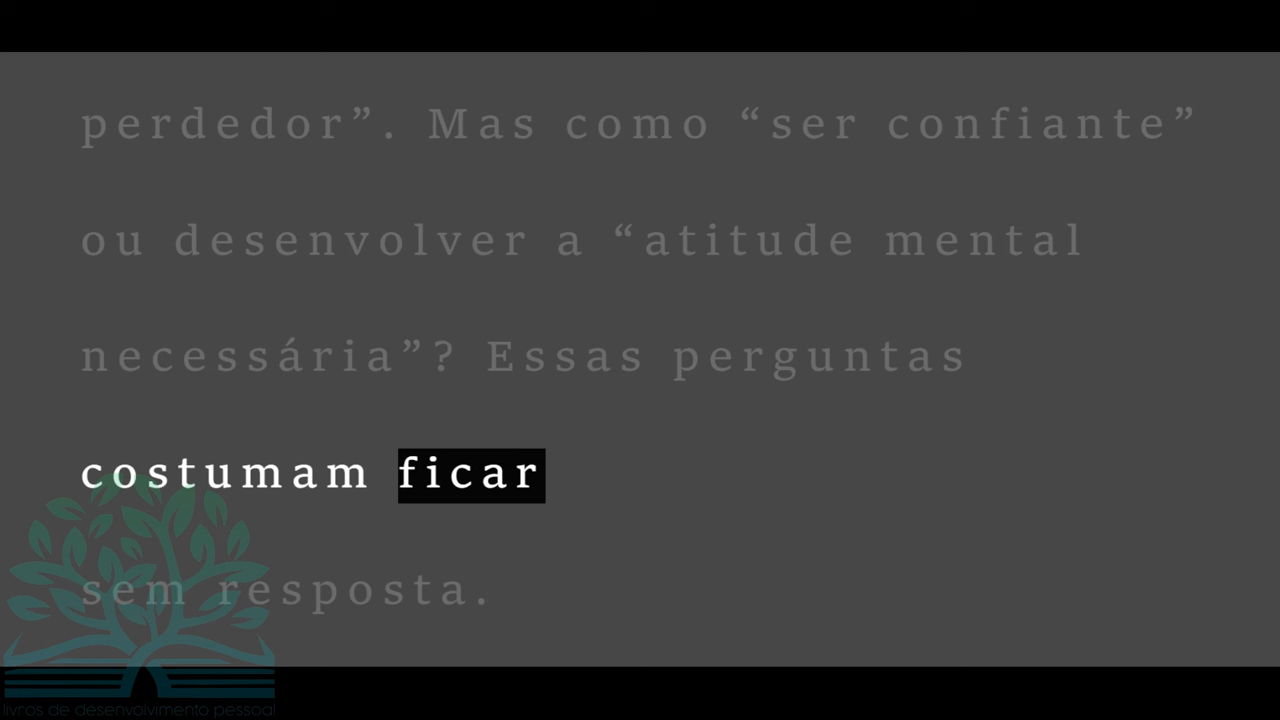 perdedor”. Mas como “ser confiante”
ou desenvolver a “atitude mental
necessária”? Essas perguntas
costumam ficar
sem resposta.
livros de desenvolvimento pessoal